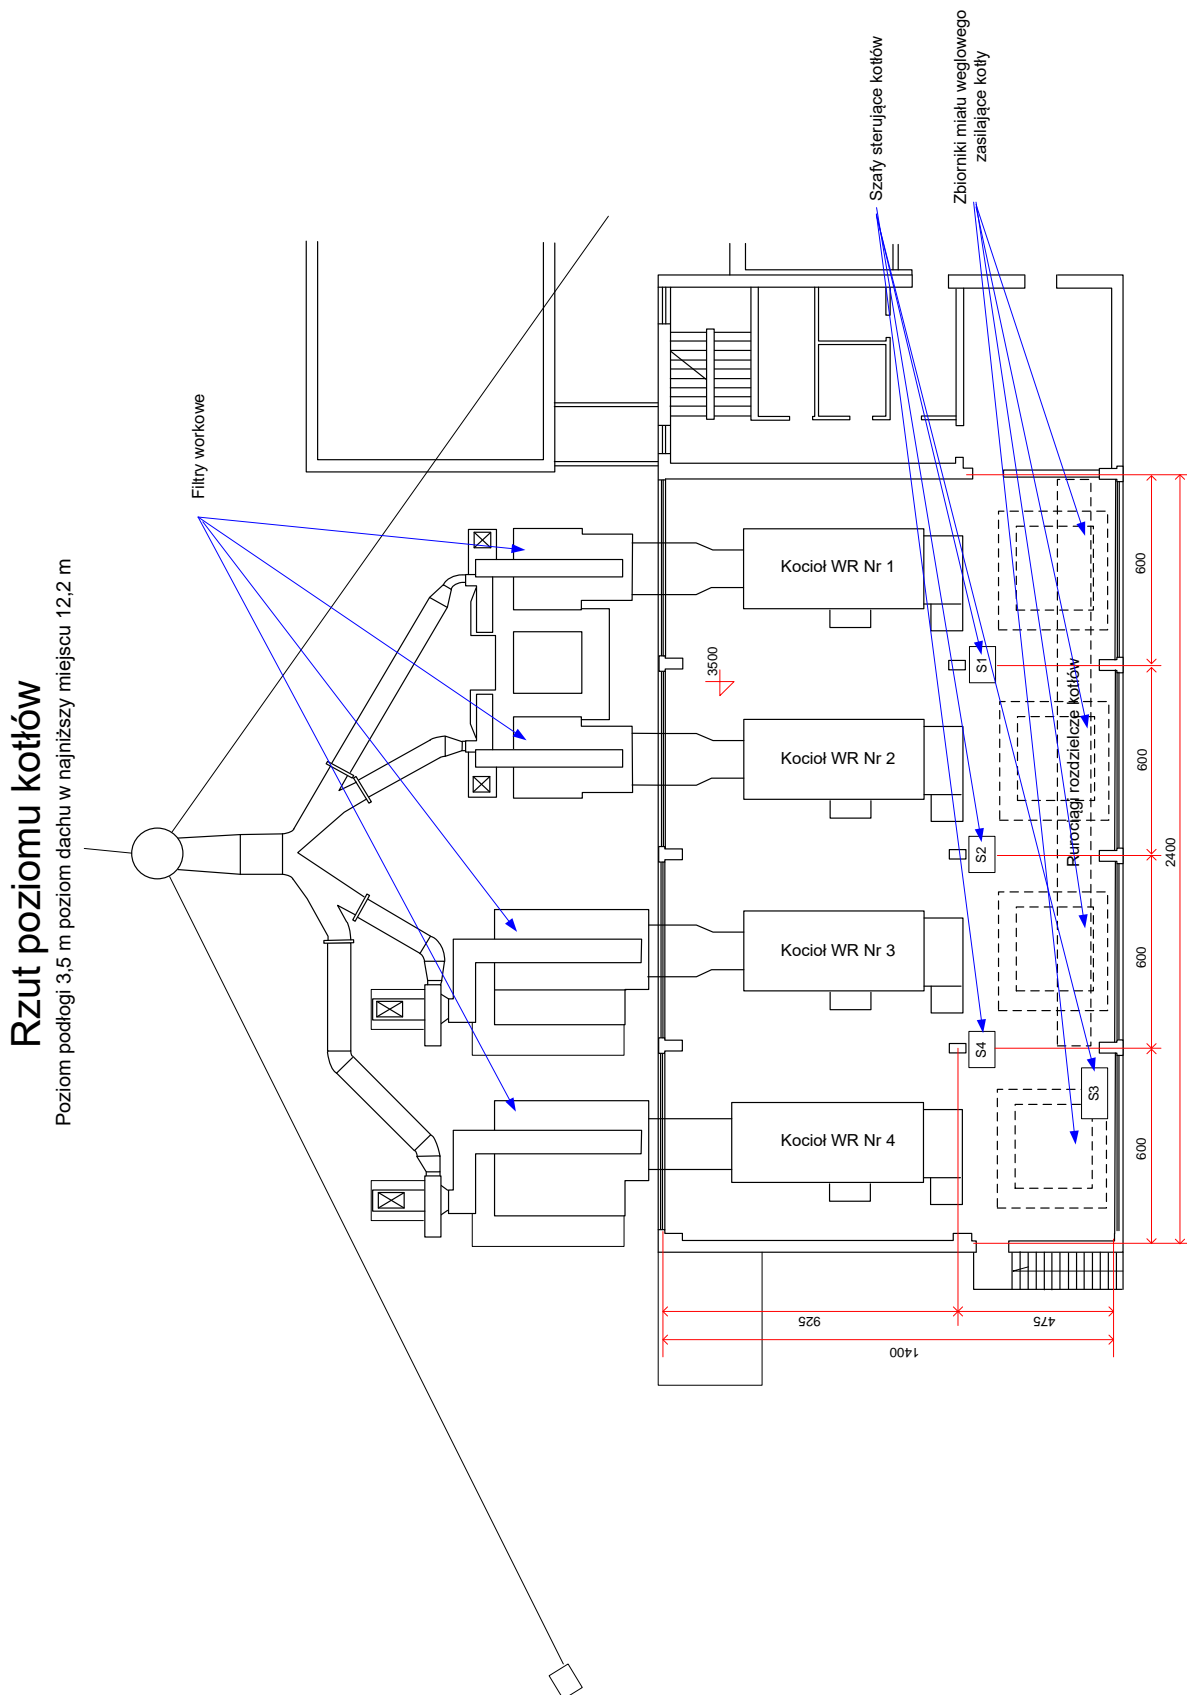 Rzut poziomu kotłów
Poziom podłogi 3,5 m poziom dachu w najniższy miejscu 12,2 m
Filtry workowe
Szafy sterujące kotłów
Zbiorniki miału węglowego
zasilające kotły
Kocioł WR Nr 1
Kocioł WR Nr 2
Kocioł WR Nr 3
Kocioł WR Nr 4
3500
S1
S2
S4
S3
Rurociągi rozdzielcze kotłów
600
600
600
600
2400
925
475
1400